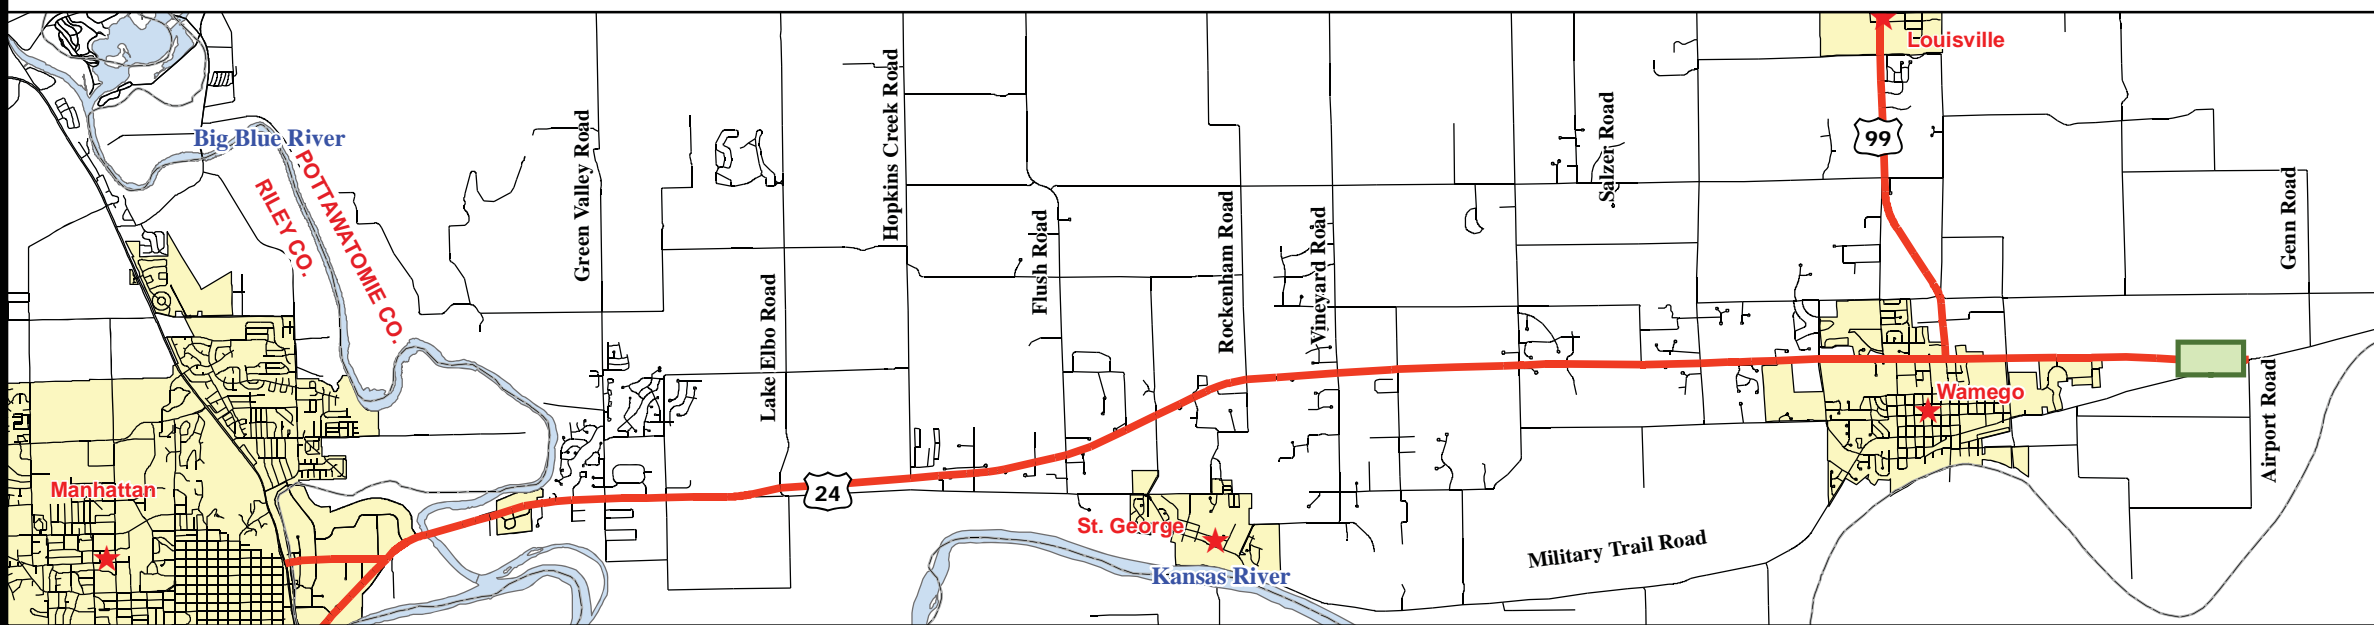 Louisville
99
Big Blue River
POTTAWATOMIE CO.
RILEY CO.
Green Valley Road
Hopkins Creek Road
Salzer Road
Genn Road
Flush Road
Rockenham Road
Vineyard Road
Lake Elbo Road
Wamego
Airport Road
Manhattan
24
St. George
Military Trail Road
Kansas River